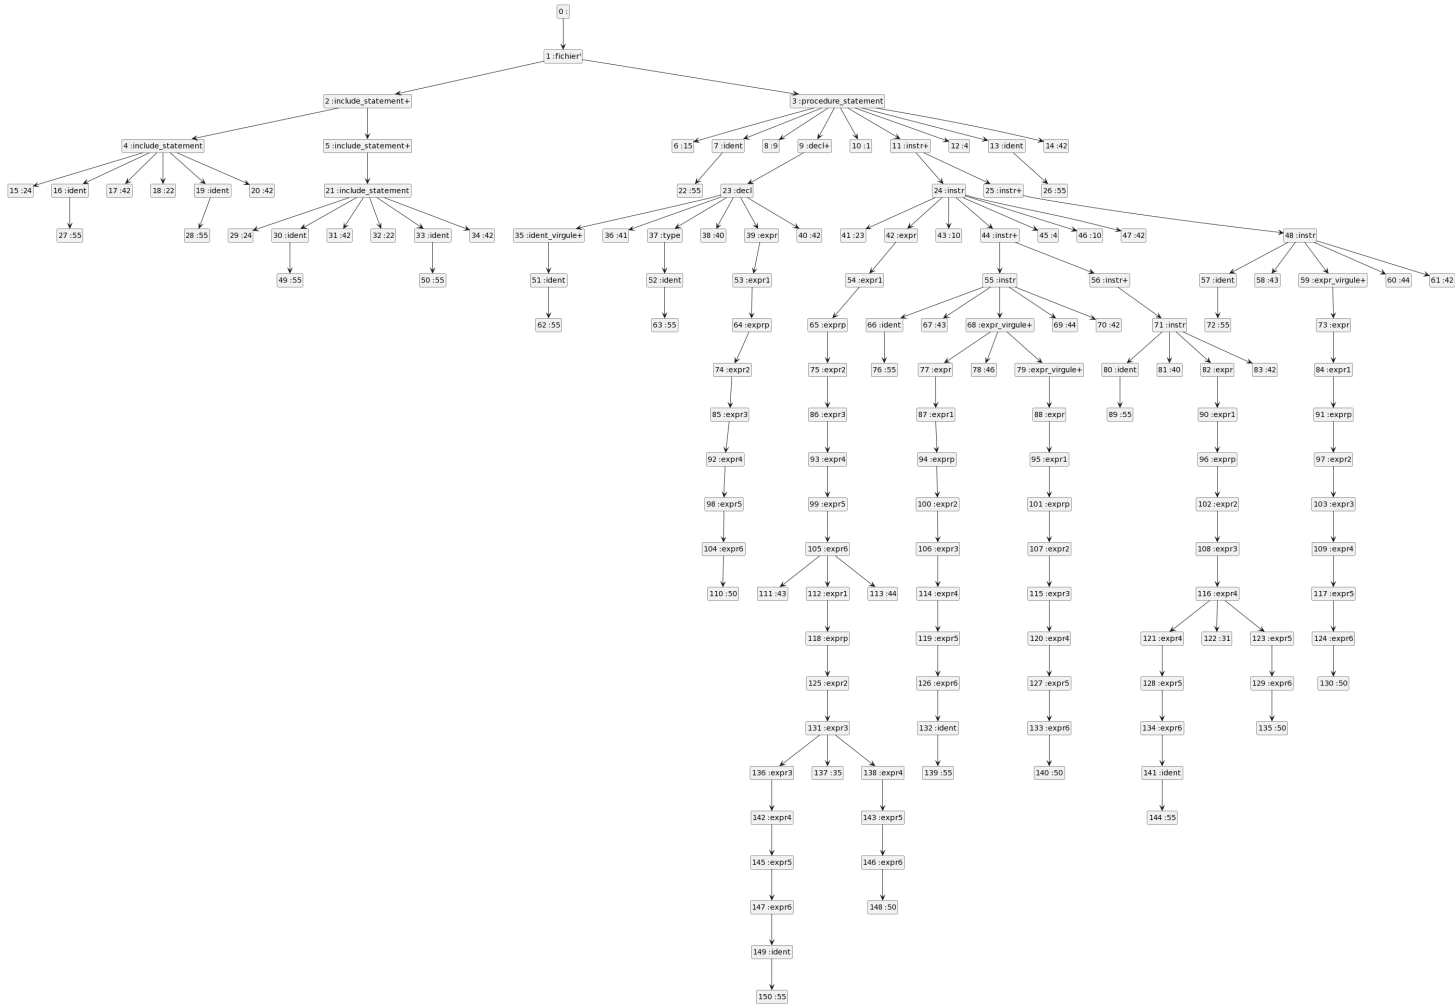 0 :
1 :fichier'
2 :include_statement+ 3 :procedure_statement
4 :include_statement 5 :include_statement+ 6 :15 7 :ident 8 :9 9 :decl+ 10 :1 11 :instr+ 12 :4 13 :ident 14 :42
15 :24 16 :ident 17 :42 18 :22 19 :ident 20 :42 21 :include_statement 22 :55 23 :decl 24 :instr 25 :instr+ 26 :55
27 :55 28 :55 29 :24 30 :ident 31 :42 32 :22 33 :ident 34 :42 35 :ident_virgule+ 36 :41 37 :type 38 :40 39 :expr 40 :42 41 :23 42 :expr 43 :10 44 :instr+ 45 :4 46 :10 47 :42 48 :instr
49 :55 50 :55 51 :ident 52 :ident 53 :expr1 54 :expr1 55 :instr 56 :instr+ 57 :ident 58 :43 59 :expr_virgule+ 60 :44 61 :42
62 :55 63 :55 64 :exprp 65 :exprp 66 :ident 67 :43 68 :expr_virgule+ 69 :44 70 :42 71 :instr 72 :55 73 :expr
74 :expr2 75 :expr2 76 :55 77 :expr 78 :46 79 :expr_virgule+ 80 :ident 81 :40 82 :expr 83 :42 84 :expr1
85 :expr3 86 :expr3 87 :expr1 88 :expr 89 :55 90 :expr1 91 :exprp
92 :expr4 93 :expr4 94 :exprp 95 :expr1 96 :exprp 97 :expr2
98 :expr5 99 :expr5 100 :expr2 101 :exprp 102 :expr2 103 :expr3
104 :expr6 105 :expr6 106 :expr3 107 :expr2 108 :expr3 109 :expr4
110 :50 111 :43 112 :expr1 113 :44 114 :expr4 115 :expr3 116 :expr4 117 :expr5
118 :exprp 119 :expr5 120 :expr4 121 :expr4 122 :31 123 :expr5 124 :expr6
125 :expr2 126 :expr6 127 :expr5 128 :expr5 129 :expr6 130 :50
131 :expr3 132 :ident 133 :expr6 134 :expr6 135 :50
136 :expr3 137 :35 138 :expr4 139 :55 140 :50 141 :ident
142 :expr4 143 :expr5 144 :55
145 :expr5 146 :expr6
147 :expr6 148 :50
149 :ident
150 :55